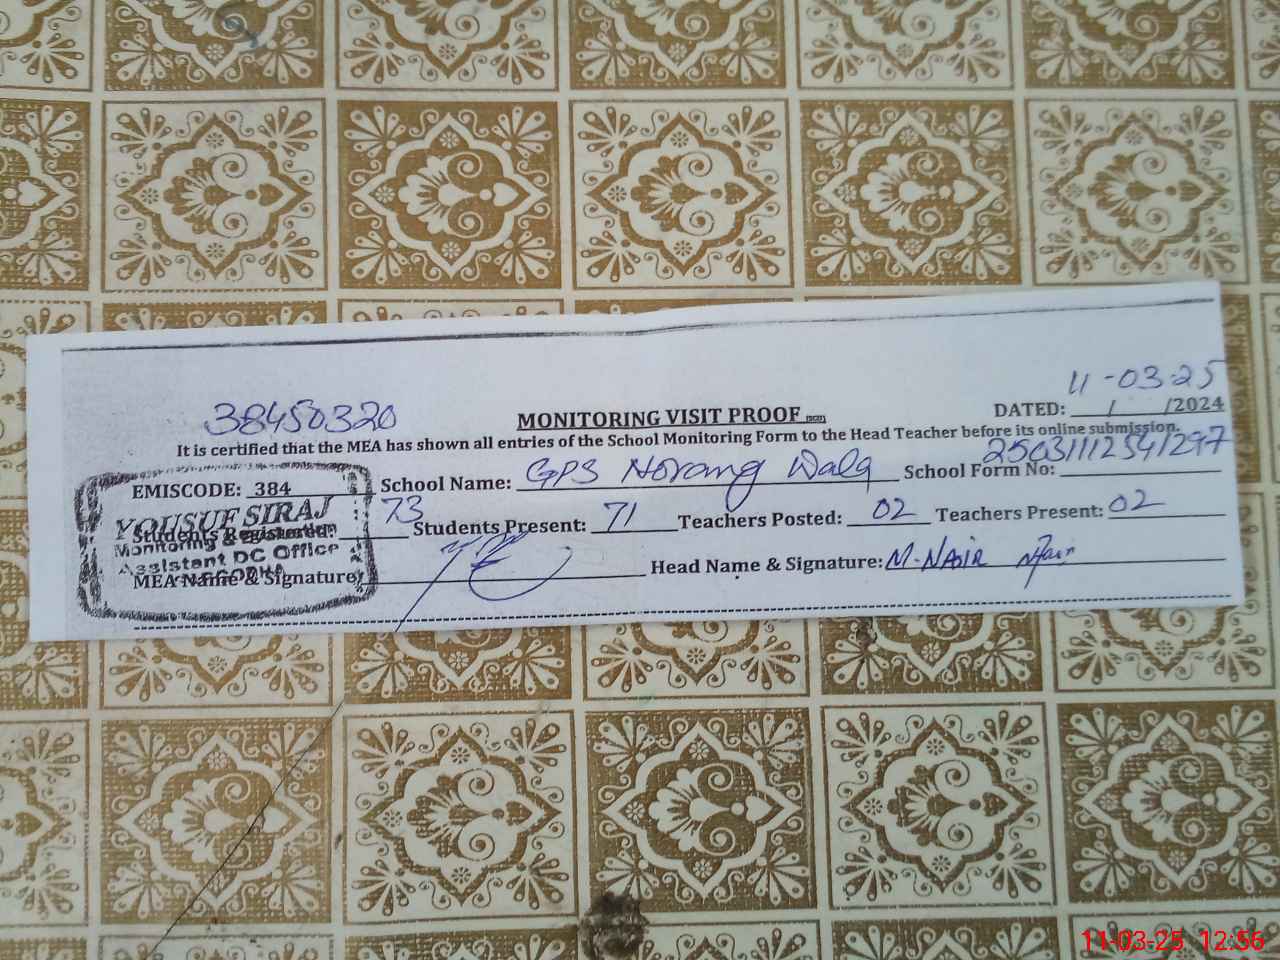 11-03-25
38450320
MONITORING VISIT PROOF
DATED: / /2024
It is certified that the MEA has shown all entries of the School Monitoring Form to the Head Teacher before its online submission.
EMISCODE: 384 School Name: GPS Norang Wala School Form No: 25031112541297
YOUSUF SIRAJ
Students Registered: 73 Students Present: 71 Teachers Posted: 02 Teachers Present: 02
Monitoring &
Assistant DC Office
MEA Name & Signature: Head Name & Signature: M. NASIR
11-03-25 12:56